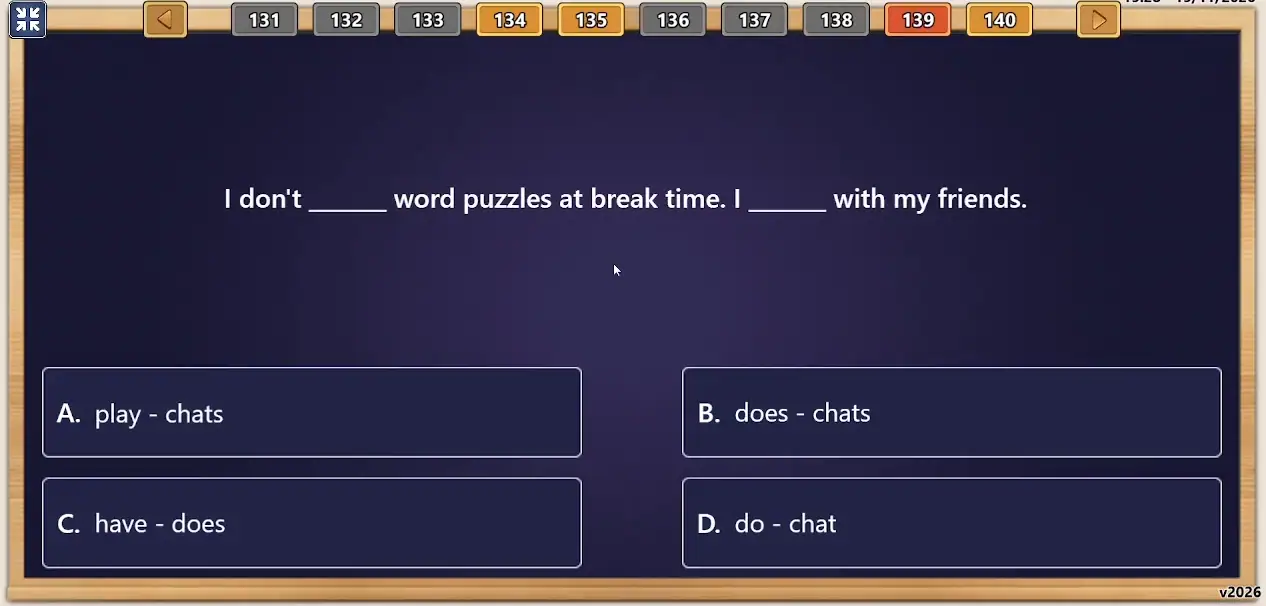 131 132 133 134 135 136 137 138 139 140
I don't ______ word puzzles at break time. I ______ with my friends.
A. play - chats
B. does - chats
C. have - does
D. do - chat
v2026